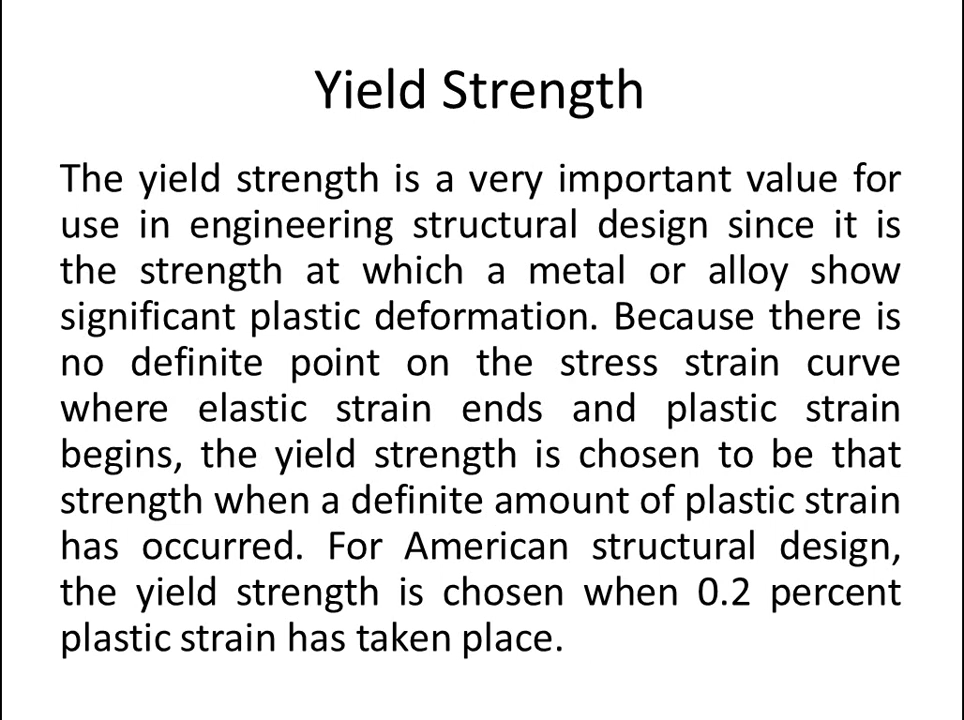 Yield Strength
The yield strength is a very important value for
use in engineering structural design since it is
the strength at which a metal or alloy show
significant plastic deformation. Because there is
no definite point on the stress strain curve
where elastic strain ends and plastic strain
begins, the yield strength is chosen to be that
strength when a definite amount of plastic strain
has occurred. For American structural design,
the yield strength is chosen when 0.2 percent
plastic strain has taken place.